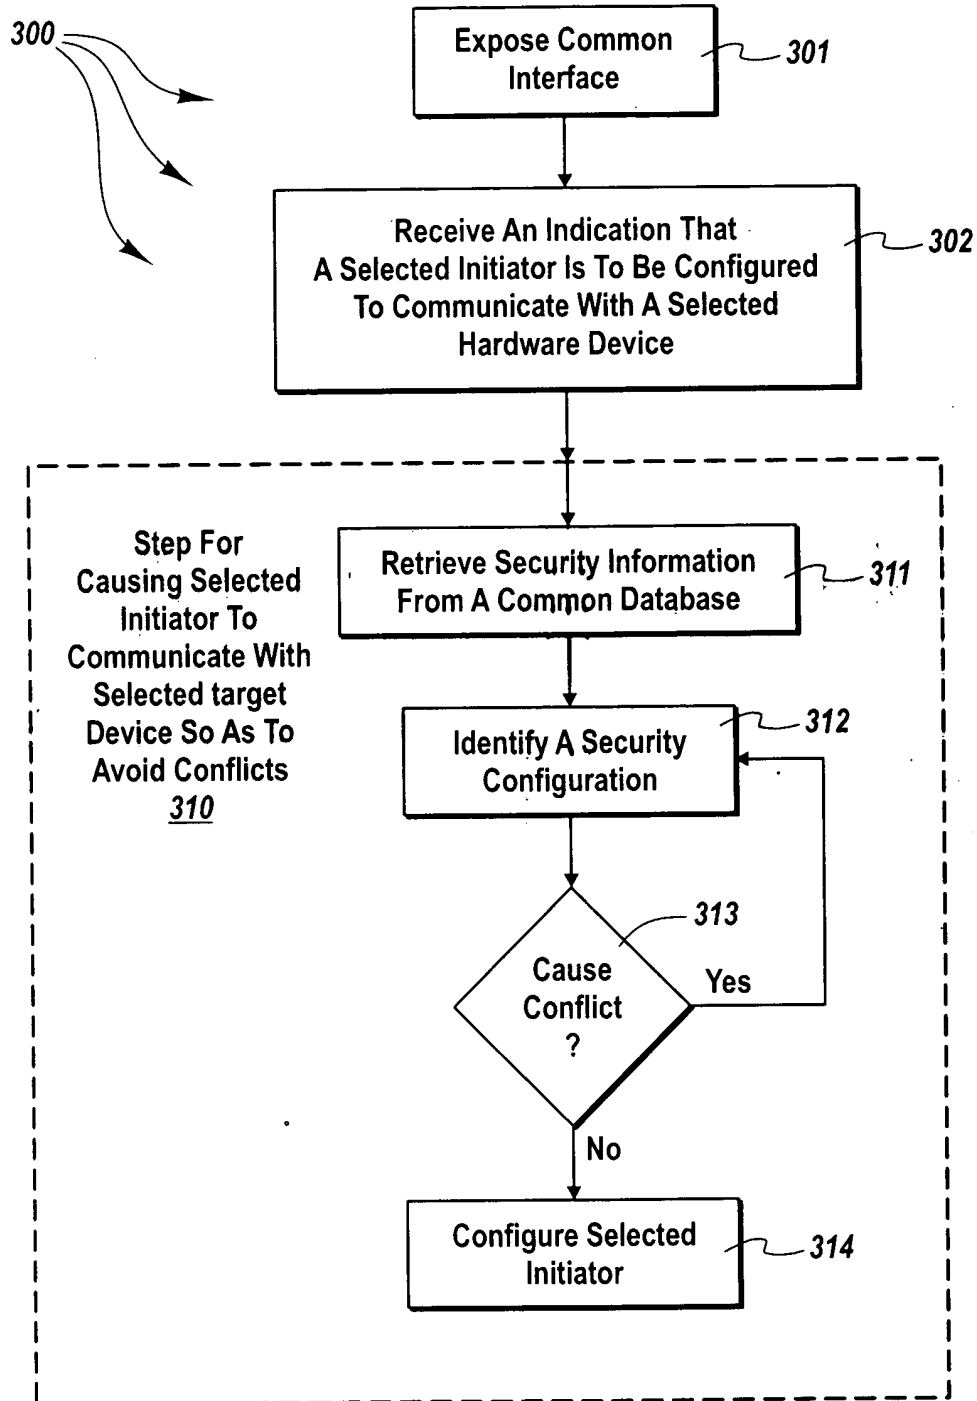 300
Expose Common
Interface
301
Receive An Indication That
A Selected Initiator Is To Be Configured
To Communicate With A Selected
Hardware Device
302
Step For
Causing Selected
Initiator To
Communicate With
Selected target
Device So As To
Avoid Conflicts
310
Retrieve Security Information
From A Common Database
311
Identify A Security
Configuration
312
Cause
Conflict
?
313
Yes
No
Configure Selected
Initiator
314